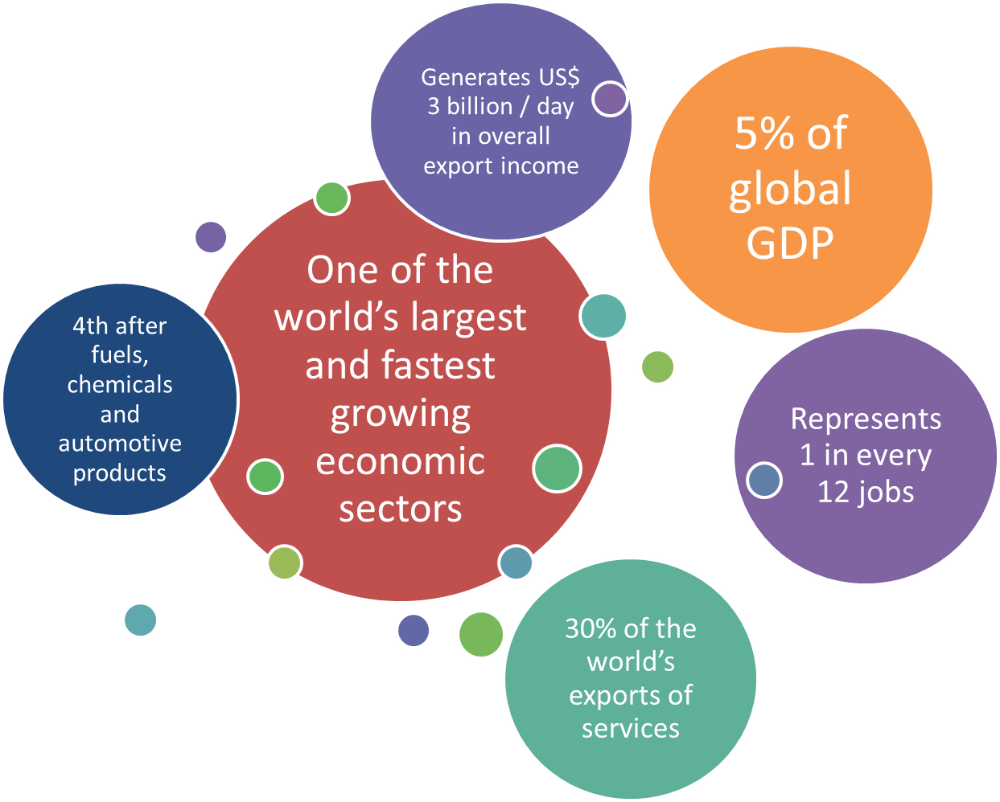 Generates US$
3 billion / day
in overall
export income
5% of
global
GDP
One of the
world’s largest
and fastest
growing
economic
sectors
4th after
fuels,
chemicals
and
automotive
products
Represents
1 in every
12 jobs
30% of the
world’s
exports of
services